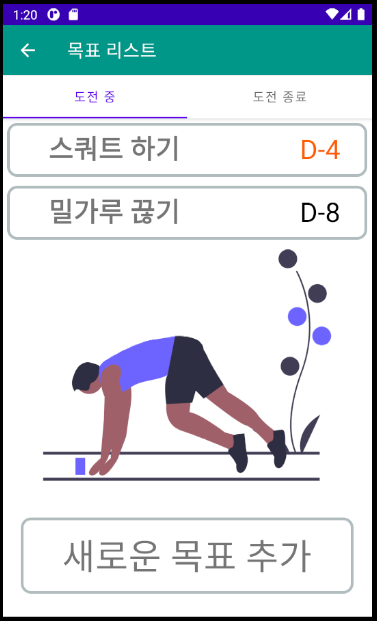 1:20
목표 리스트
도전 중 도전 종료
스쿼트 하기 D-4
밀가루 끊기 D-8
새로운 목표 추가